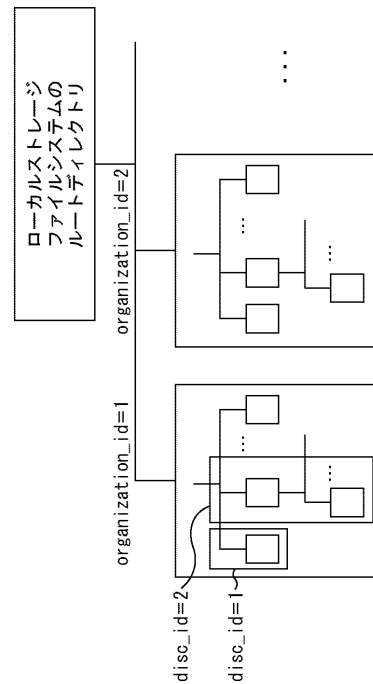 ローカルストレージ
ファイルシステムの
ルートディレクトリ
organization_id=1
organization_id=2
...
...
...
...
...
disc_id=2
disc_id=1